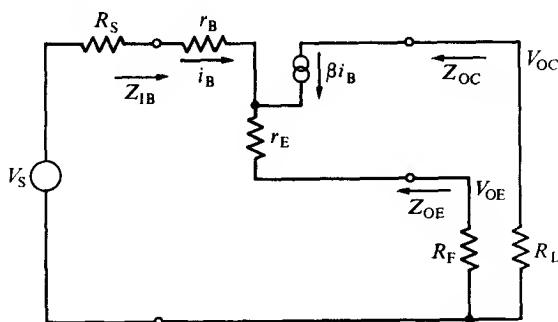 R_S
r_B
Z_IB
i_B
βi_B
Z_OC
V_OC
r_E
V_S
Z_OE
V_OE
R_F
R_L